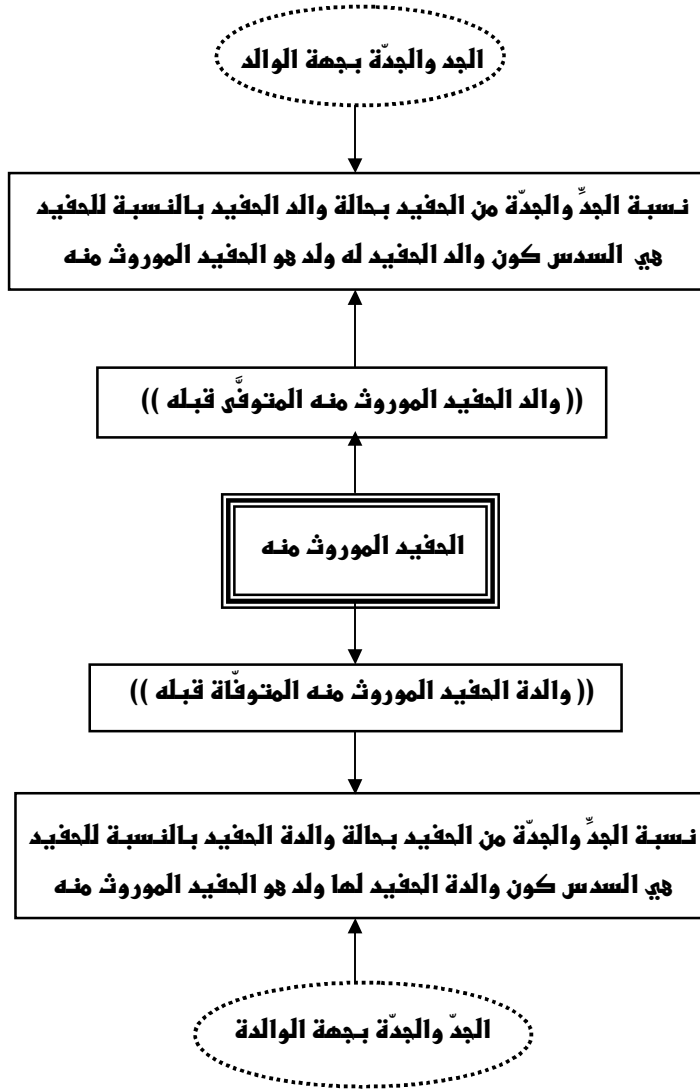 الجد والجدّة بجهة الوالد
نسبة الجدِّ والجدّة من الحفيد بحالة والد الحفيد بالنسبة للحفيد
هي السدس كون والد الحفيد له ولد هو الحفيد الموروث منه
(( والد الحفيد الموروث منه المتوفَّى قبله ))
الحفيد الموروث منه
(( والدة الحفيد الموروث منه المتوفّاة قبله ))
نسبة الجدِّ والجدّة من الحفيد بحالة والدة الحفيد بالنسبة للحفيد
هي السدس كون والدة الحفيد لها ولد هو الحفيد الموروث منه
الجدّ والجدّة بجهة الوالدة